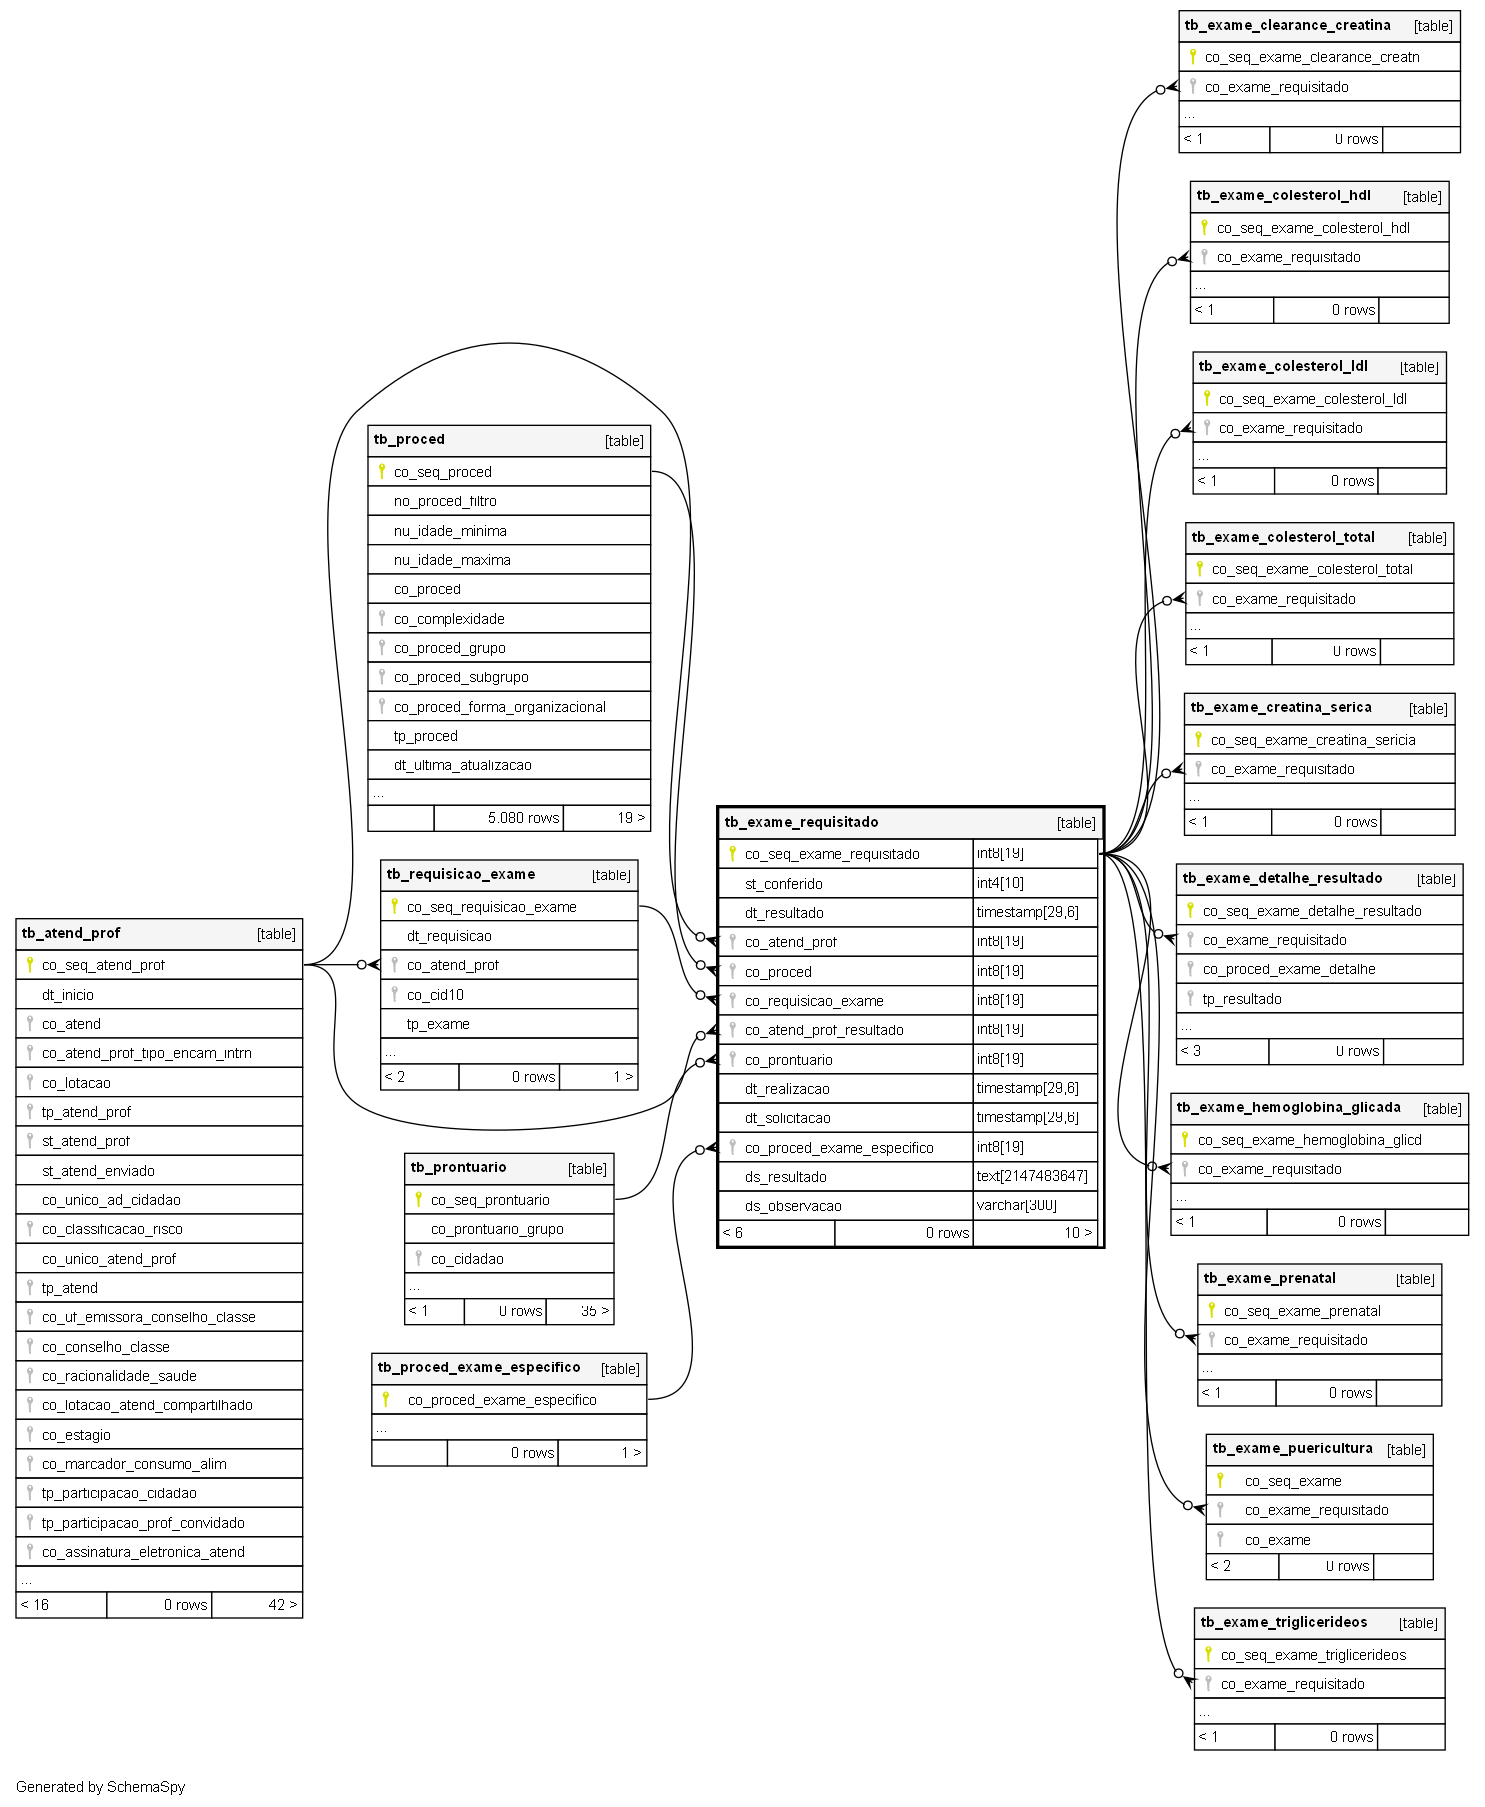 tb_exame_clearance_creatina [table]
co_seq_exame_clearance_creatn
co_exame_requisitado
...
< 1 0 rows
tb_exame_colesterol_hdl [table]
co_seq_exame_colesterol_hdl
co_exame_requisitado
...
< 1 0 rows
tb_exame_colesterol_ldl [table]
co_seq_exame_colesterol_ldl
co_exame_requisitado
...
< 1 0 rows
tb_exame_colesterol_total [table]
co_seq_exame_colesterol_total
co_exame_requisitado
...
< 1 0 rows
tb_exame_creatina_serica [table]
co_seq_exame_creatina_sericia
co_exame_requisitado
...
< 1 0 rows
tb_exame_detalhe_resultado [table]
co_seq_exame_detalhe_resultado
co_exame_requisitado
co_proced_exame_detalhe
tp_resultado
...
< 3 0 rows
tb_exame_hemoglobina_glicada [table]
co_seq_exame_hemoglobina_glicd
co_exame_requisitado
...
< 1 0 rows
tb_exame_prenatal [table]
co_seq_exame_prenatal
co_exame_requisitado
...
< 1 0 rows
tb_exame_puericultura [table]
co_seq_exame
co_exame_requisitado
co_exame
< 2 0 rows
tb_exame_triglicerideos [table]
co_seq_exame_triglicerideos
co_exame_requisitado
...
< 1 0 rows
tb_proced [table]
co_seq_proced
no_proced_filtro
nu_idade_minima
nu_idade_maxima
co_proced
co_complexidade
co_proced_grupo
co_proced_subgrupo
co_proced_forma_organizacional
tp_proced
dt_ultima_atualizacao
...
5.080 rows 19 >
tb_requisicao_exame [table]
co_seq_requisicao_exame
dt_requisicao
co_atend_prof
co_cid10
tp_exame
...
< 2 0 rows 1 >
tb_prontuario [table]
co_seq_prontuario
co_prontuario_grupo
co_cidadao
...
< 1 0 rows 35 >
tb_proced_exame_especifico [table]
co_proced_exame_especifico
...
0 rows 1 >
tb_exame_requisitado [table]
co_seq_exame_requisitado int8[19]
st_conferido int4[10]
dt_resultado timestamp[29,6]
co_atend_prof int8[19]
co_proced int8[19]
co_requisicao_exame int8[19]
co_atend_prof_resultado int8[19]
co_prontuario int8[19]
dt_realizacao timestamp[29,6]
dt_solicitacao timestamp[29,6]
co_proced_exame_especifico int8[19]
ds_resultado text[2147483647]
ds_observacao varchar[300]
< 6 0 rows 10 >
tb_atend_prof [table]
co_seq_atend_prof
dt_inicio
co_atend
co_atend_prof_tipo_encam_intrn
co_lotacao
tp_atend_prof
st_atend_prof
st_atend_enviado
co_unico_ad_cidadao
co_classificacao_risco
co_unico_atend_prof
tp_atend
co_uf_emissora_conselho_classe
co_conselho_classe
co_racionalidade_saude
co_lotacao_atend_compartilhado
co_estagio
co_marcador_consumo_alim
tp_participacao_cidadao
tp_participacao_prof_convidado
co_assinatura_eletronica_atend
...
< 16 0 rows 42 >
Generated by SchemaSpy